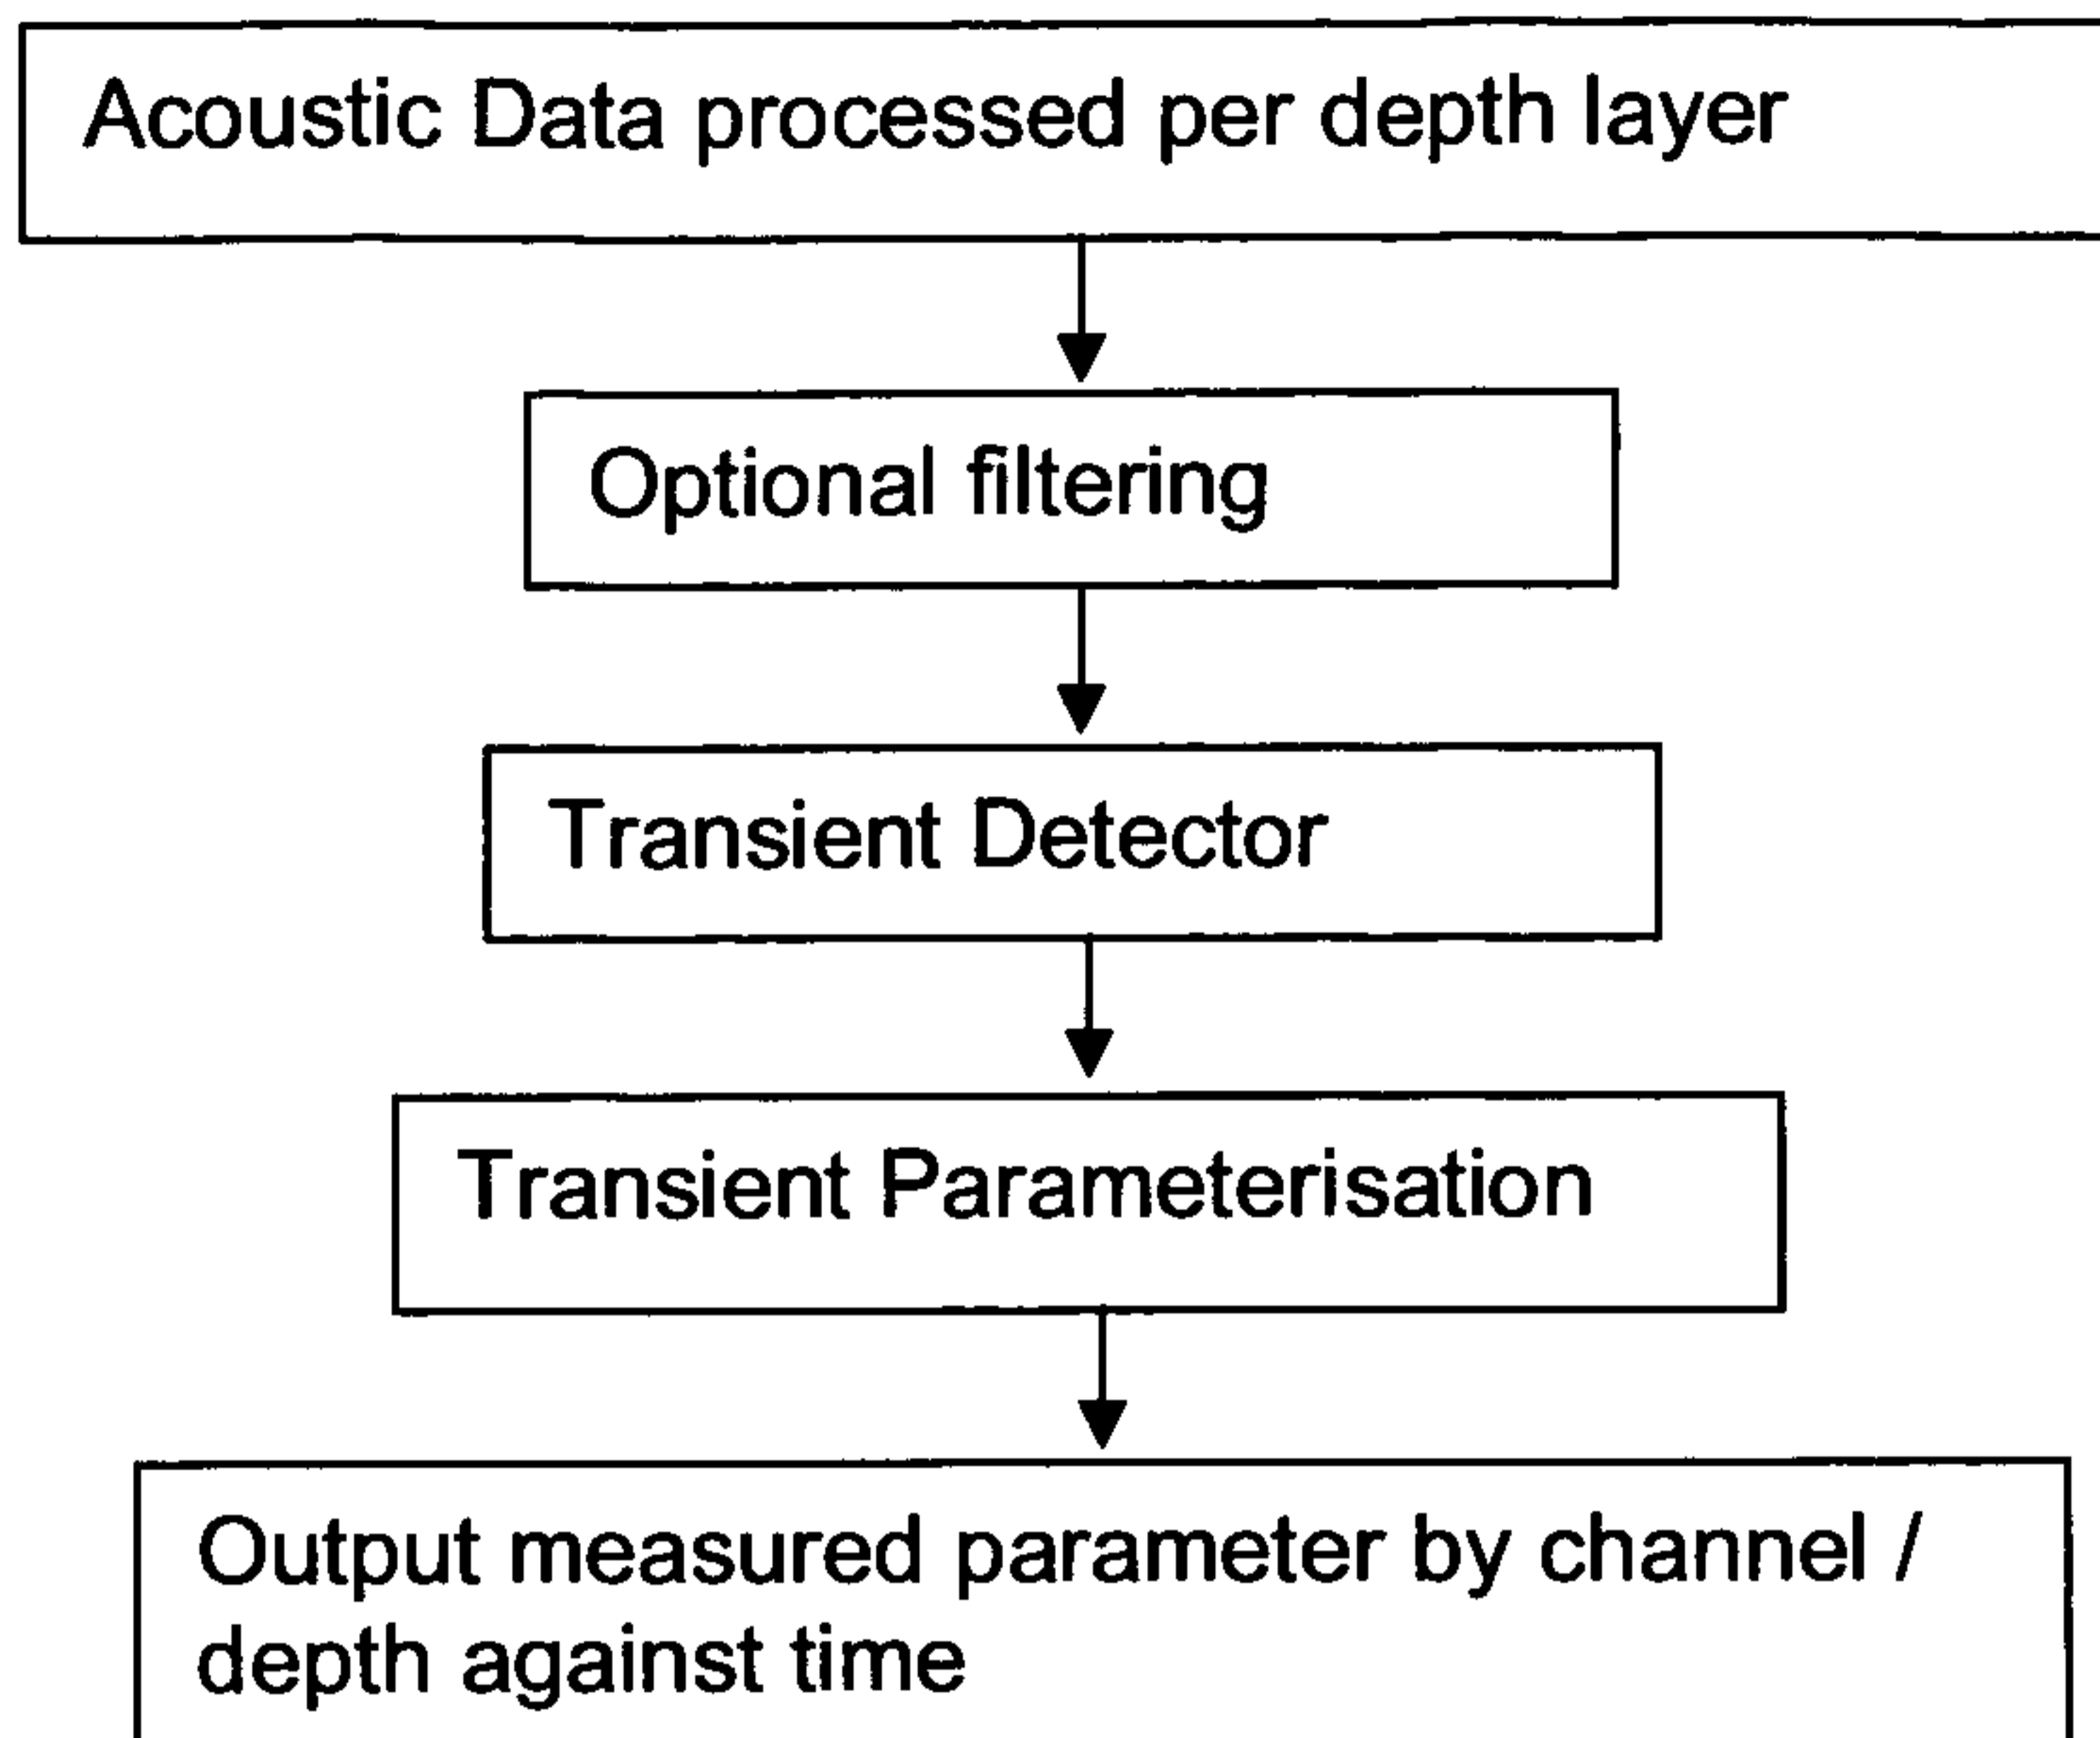 Acoustic Data processed per depth layer
Optional filtering
Transient Detector
Transient Parameterisation
Output measured parameter by channel /
depth against time